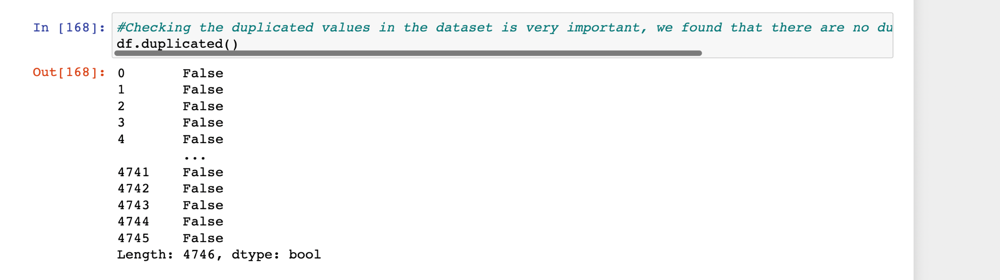 In [168]: #Checking the duplicated values in the dataset is very important, we found that there are no du
df.duplicated()
Out[168]: 0 False
1 False
2 False
3 False
4 False
...
4741 False
4742 False
4743 False
4744 False
4745 False
Length: 4746, dtype: bool